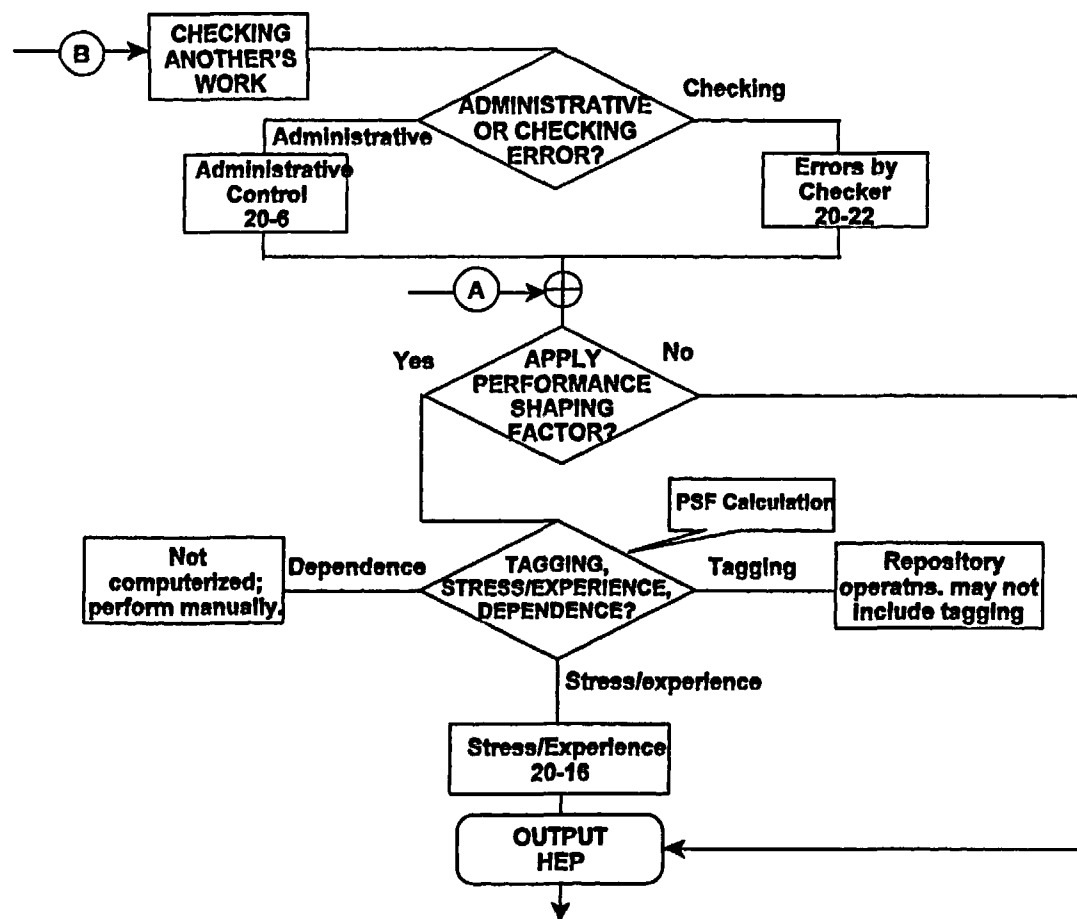 B
CHECKING
ANOTHER'S
WORK
ADMINISTRATIVE
OR CHECKING
ERROR?
Checking
Administrative
Administrative
Control
20-6
Errors by
Checker
20-22
A
Yes
APPLY
PERFORMANCE
SHAPING
FACTOR?
No
PSF Calculation
Not
computerized;
perform manually.
Dependence
TAGGING,
STRESS/EXPERIENCE,
DEPENDENCE?
Tagging
Repository
operatns. may not
include tagging
Stress/experience
Stress/Experience
20-16
OUTPUT
HEP